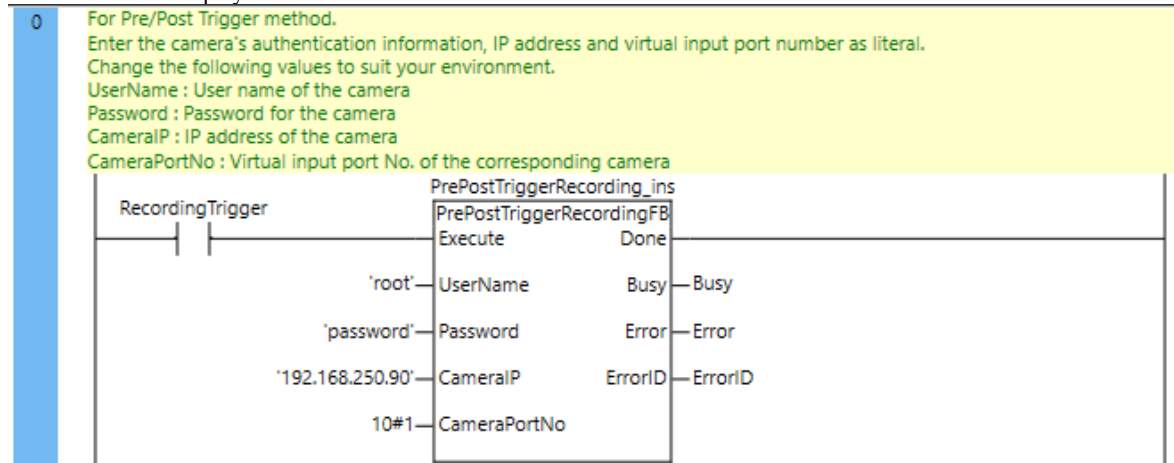 0
For Pre/Post Trigger method.
Enter the camera's authentication information, IP address and virtual input port number as literal.
Change the following values to suit your environment.
UserName : User name of the camera
Password : Password for the camera
CameraIP : IP address of the camera
CameraPortNo : Virtual input port No. of the corresponding camera
PrePostTriggerRecording_ins
RecordingTrigger
PrePostTriggerRecordingFB
Execute Done
'root' UserName Busy Busy
'password' Password Error Error
'192.168.250.90' CameraIP ErrorID ErrorID
10#1 CameraPortNo